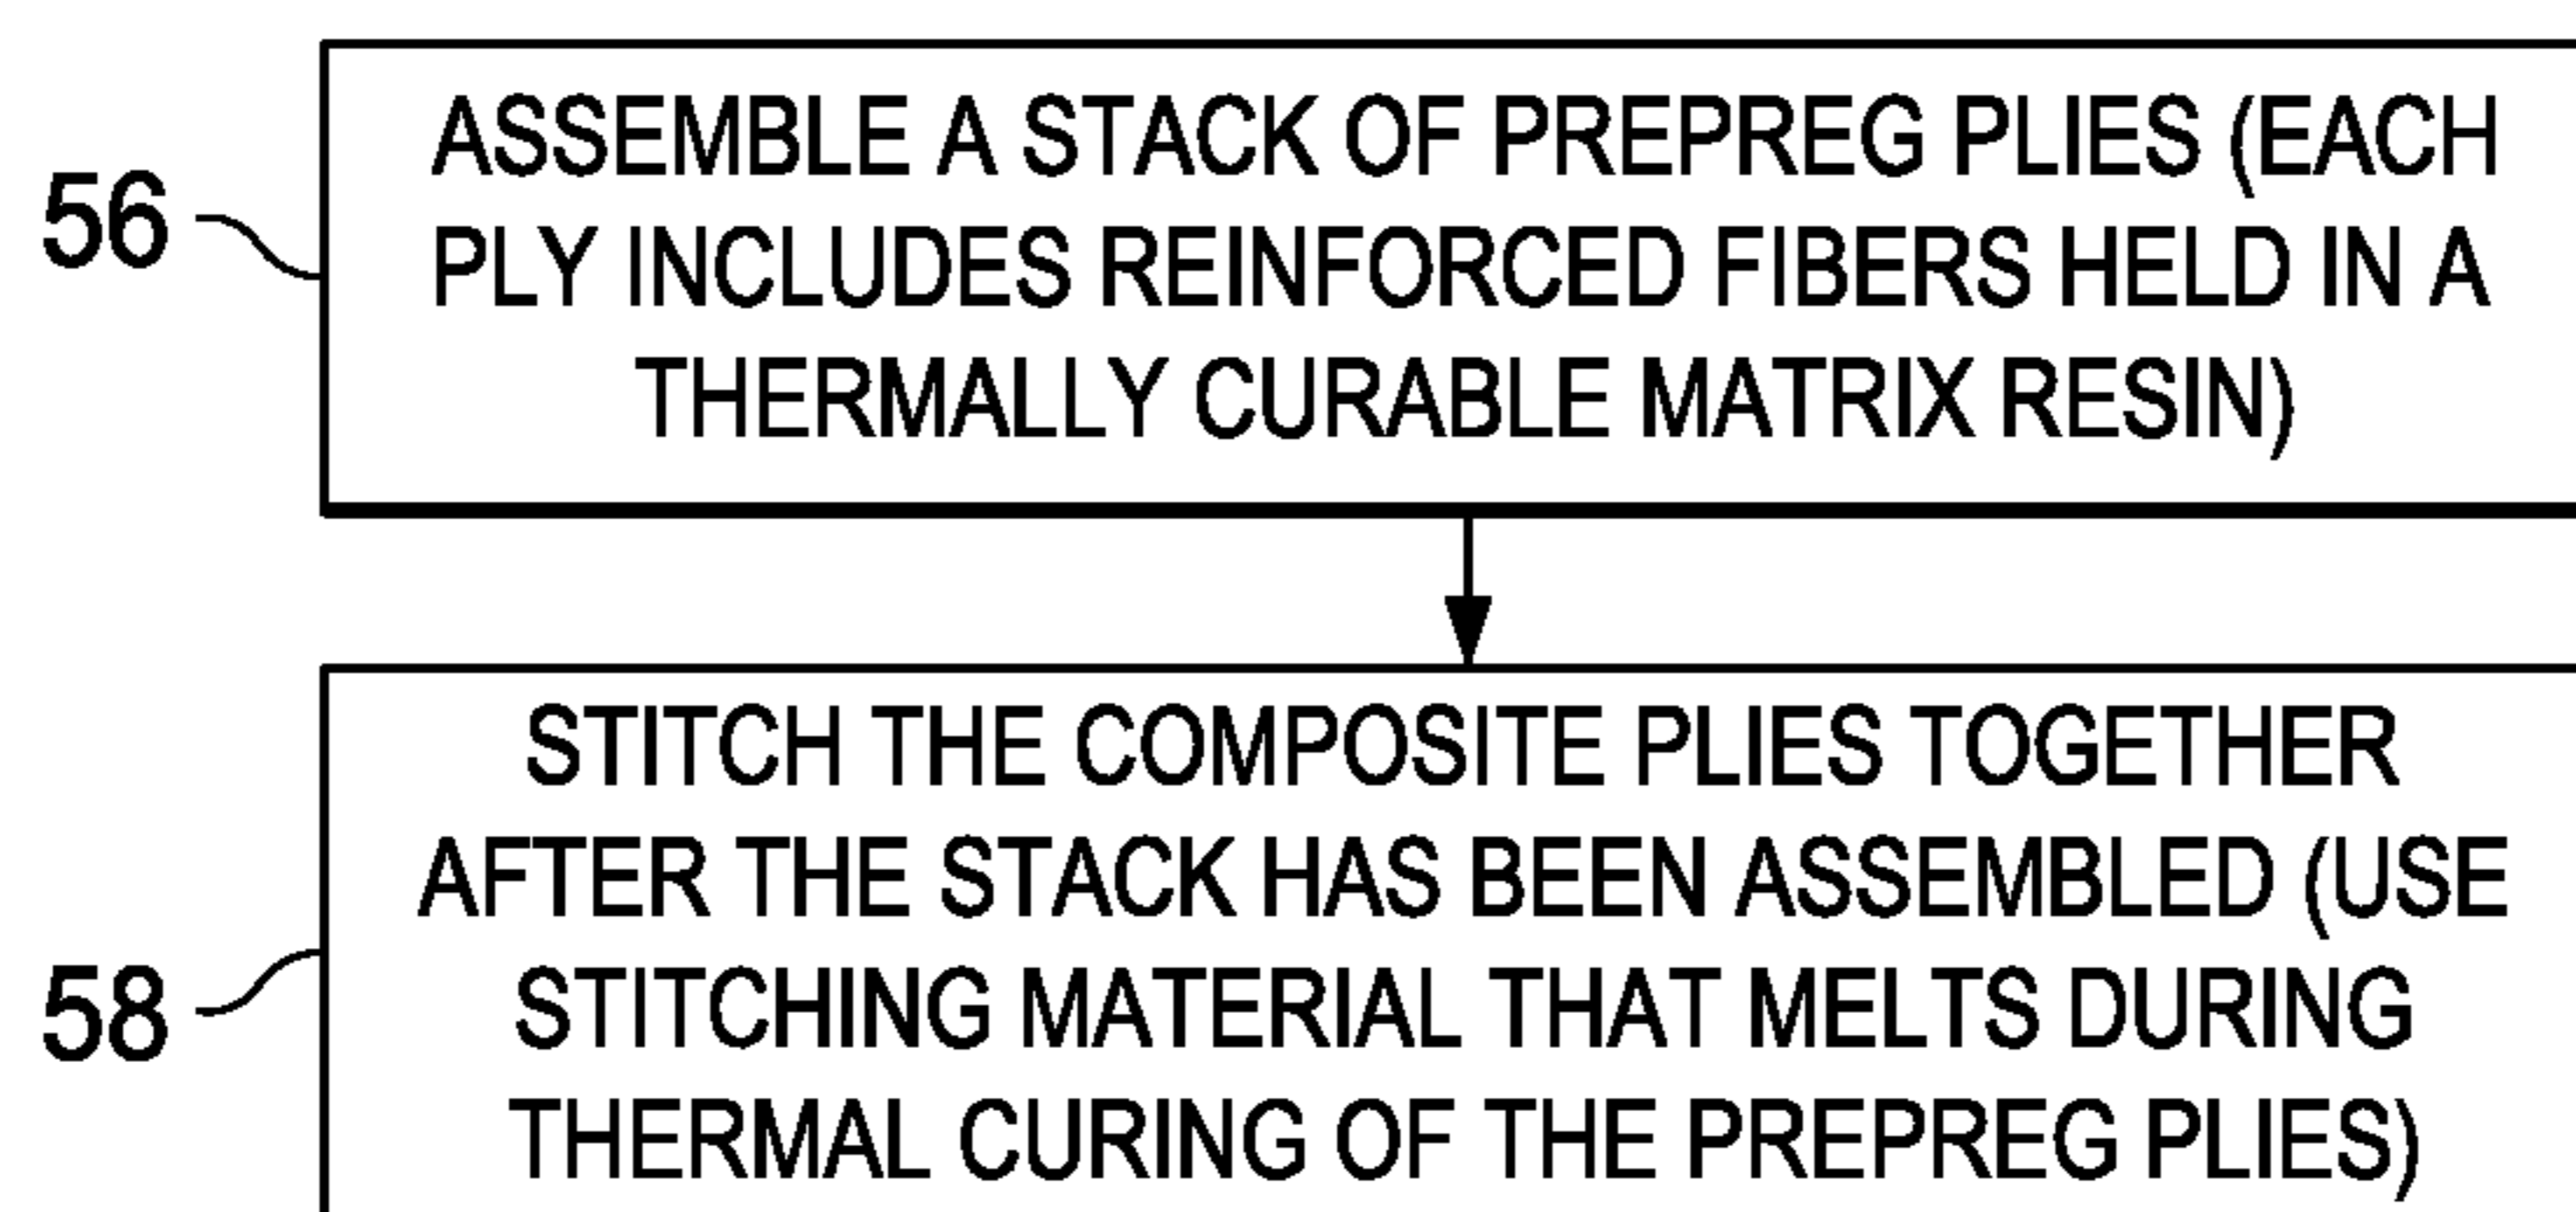 56
ASSEMBLE A STACK OF PREPREG PLIES (EACH
PLY INCLUDES REINFORCED FIBERS HELD IN A
THERMALLY CURABLE MATRIX RESIN)
58
STITCH THE COMPOSITE PLIES TOGETHER
AFTER THE STACK HAS BEEN ASSEMBLED (USE
STITCHING MATERIAL THAT MELTS DURING
THERMAL CURING OF THE PREPREG PLIES)